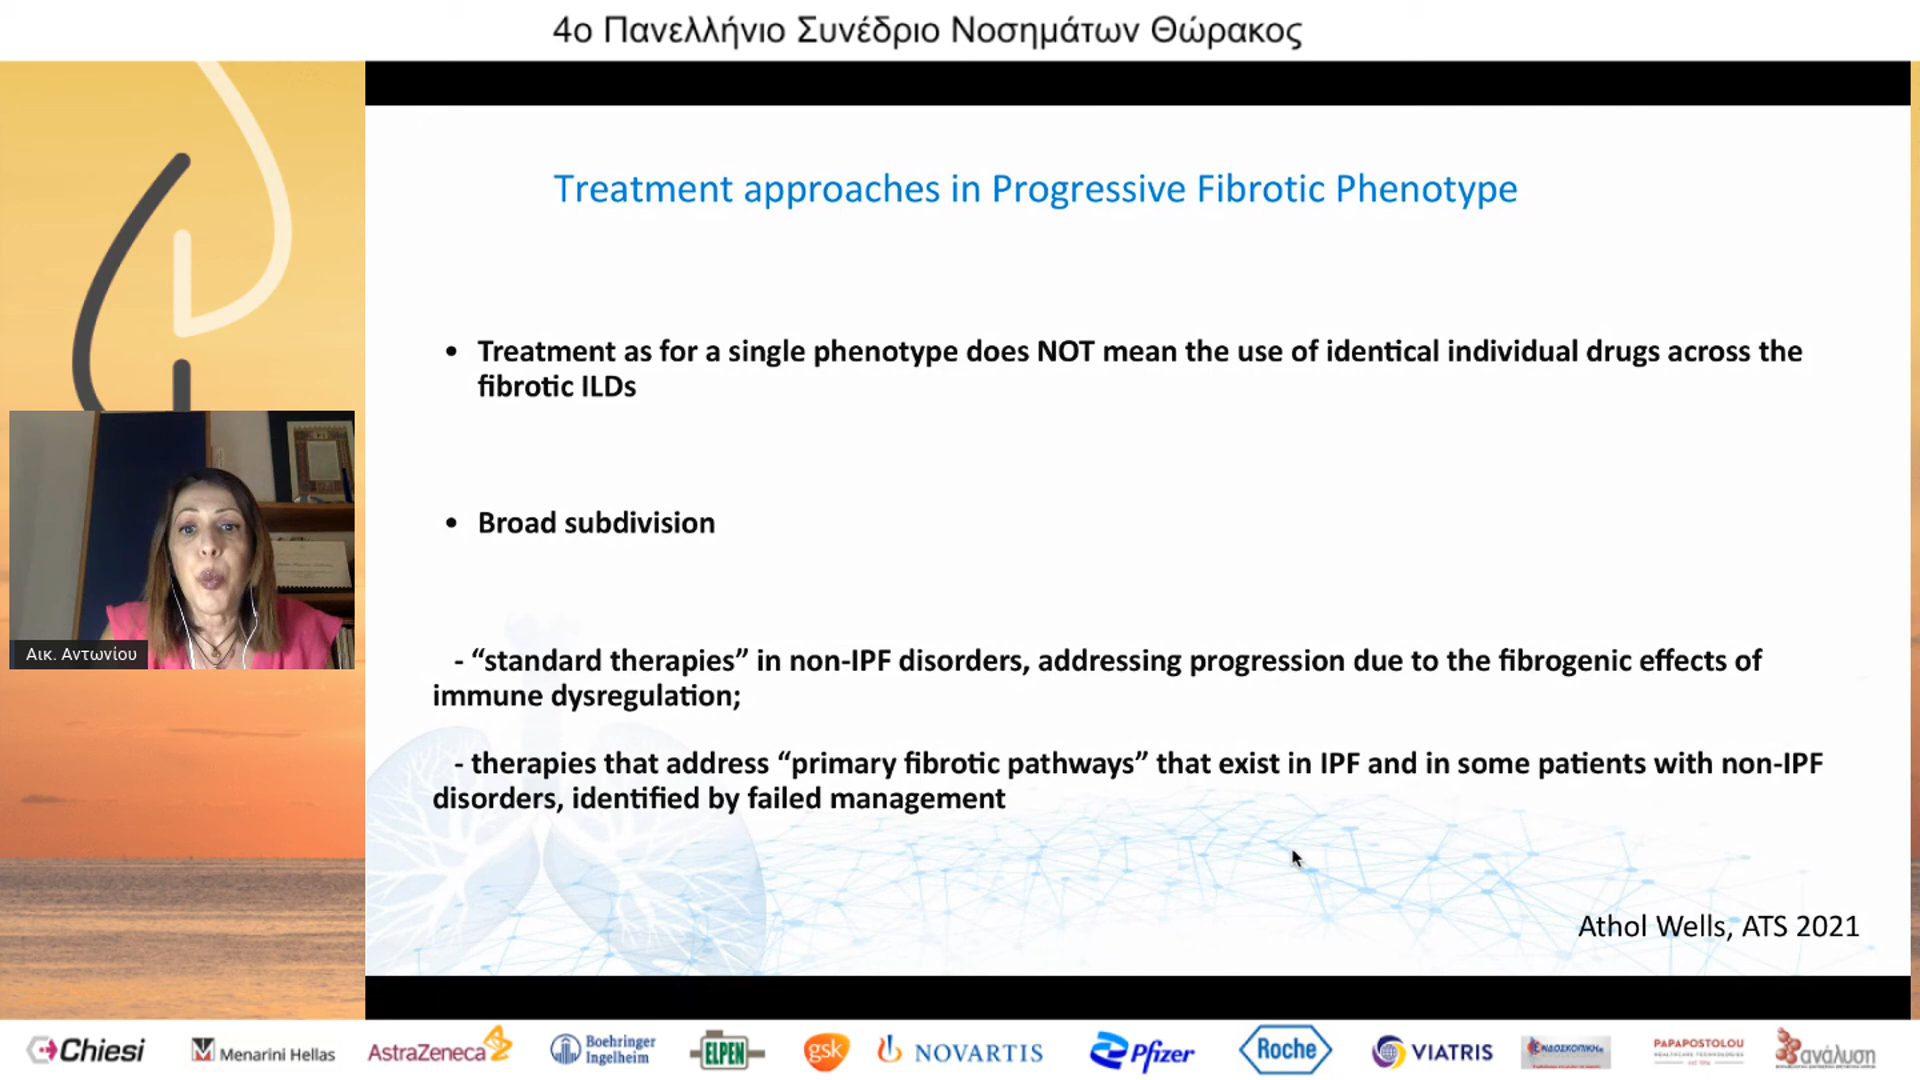 4ο Πανελλήνιο Συνέδριο Νοσημάτων Θώρακος
Treatment approaches in Progressive Fibrotic Phenotype
• Treatment as for a single phenotype does NOT mean the use of identical individual drugs across the
fibrotic ILDs
• Broad subdivision
- “standard therapies” in non-IPF disorders, addressing progression due to the fibrogenic effects of
immune dysregulation;
- therapies that address “primary fibrotic pathways” that exist in IPF and in some patients with non-IPF
disorders, identified by failed management
Athol Wells, ATS 2021
Αικ. Αντωνίου
Chiesi
Menarini Hellas
AstraZeneca
Boehringer
Ingelheim
ELPEN
gsk
NOVARTIS
Pfizer
Roche
VIATRIS
ΕΝΔΟΣΚΟΠΙΚΗ
PAPAPOSTOLOU
HEALTHCARE TECHNOLOGIES
ανάλυση